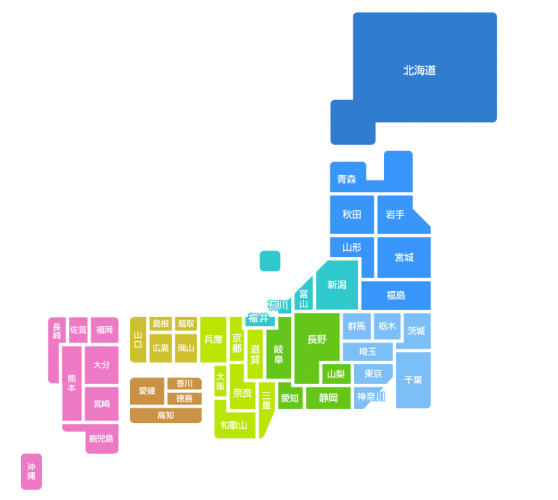 北海道
青森
秋田
岩手
山形
宮城
新潟
福島
富山
石川
福井
群馬
栃木
茨城
長野
埼玉
山梨
東京
千葉
神奈川
岐阜
愛知
静岡
滋賀
京都
兵庫
大阪
奈良
三重
和歌山
鳥取
島根
岡山
広島
山口
香川
愛媛
徳島
高知
福岡
佐賀
長崎
大分
熊本
宮崎
鹿児島
沖縄